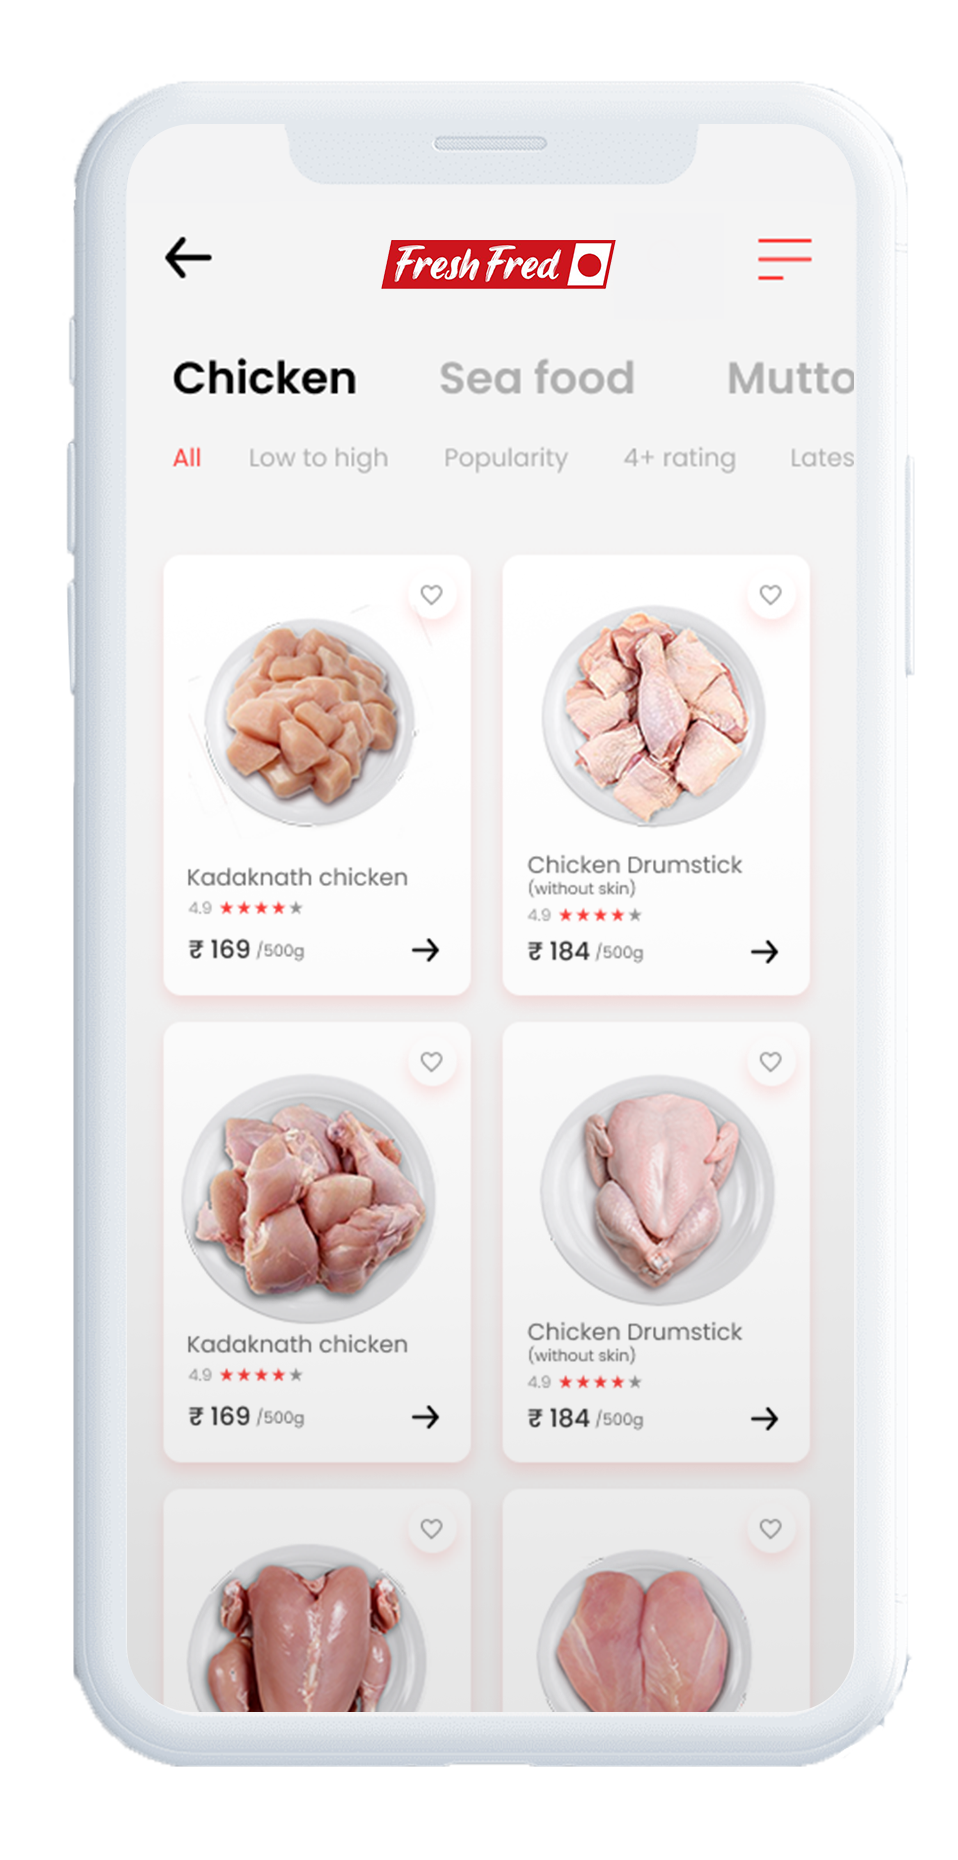 Fresh Fred
Chicken Sea food Mutto
All Low to high Popularity 4+ rating Lates
Kadaknath chicken
4.9
₹ 169 /500g
Chicken Drumstick
(without skin)
4.9
₹ 184 /500g
Kadaknath chicken
4.9
₹ 169 /500g
Chicken Drumstick
(without skin)
4.9
₹ 184 /500g